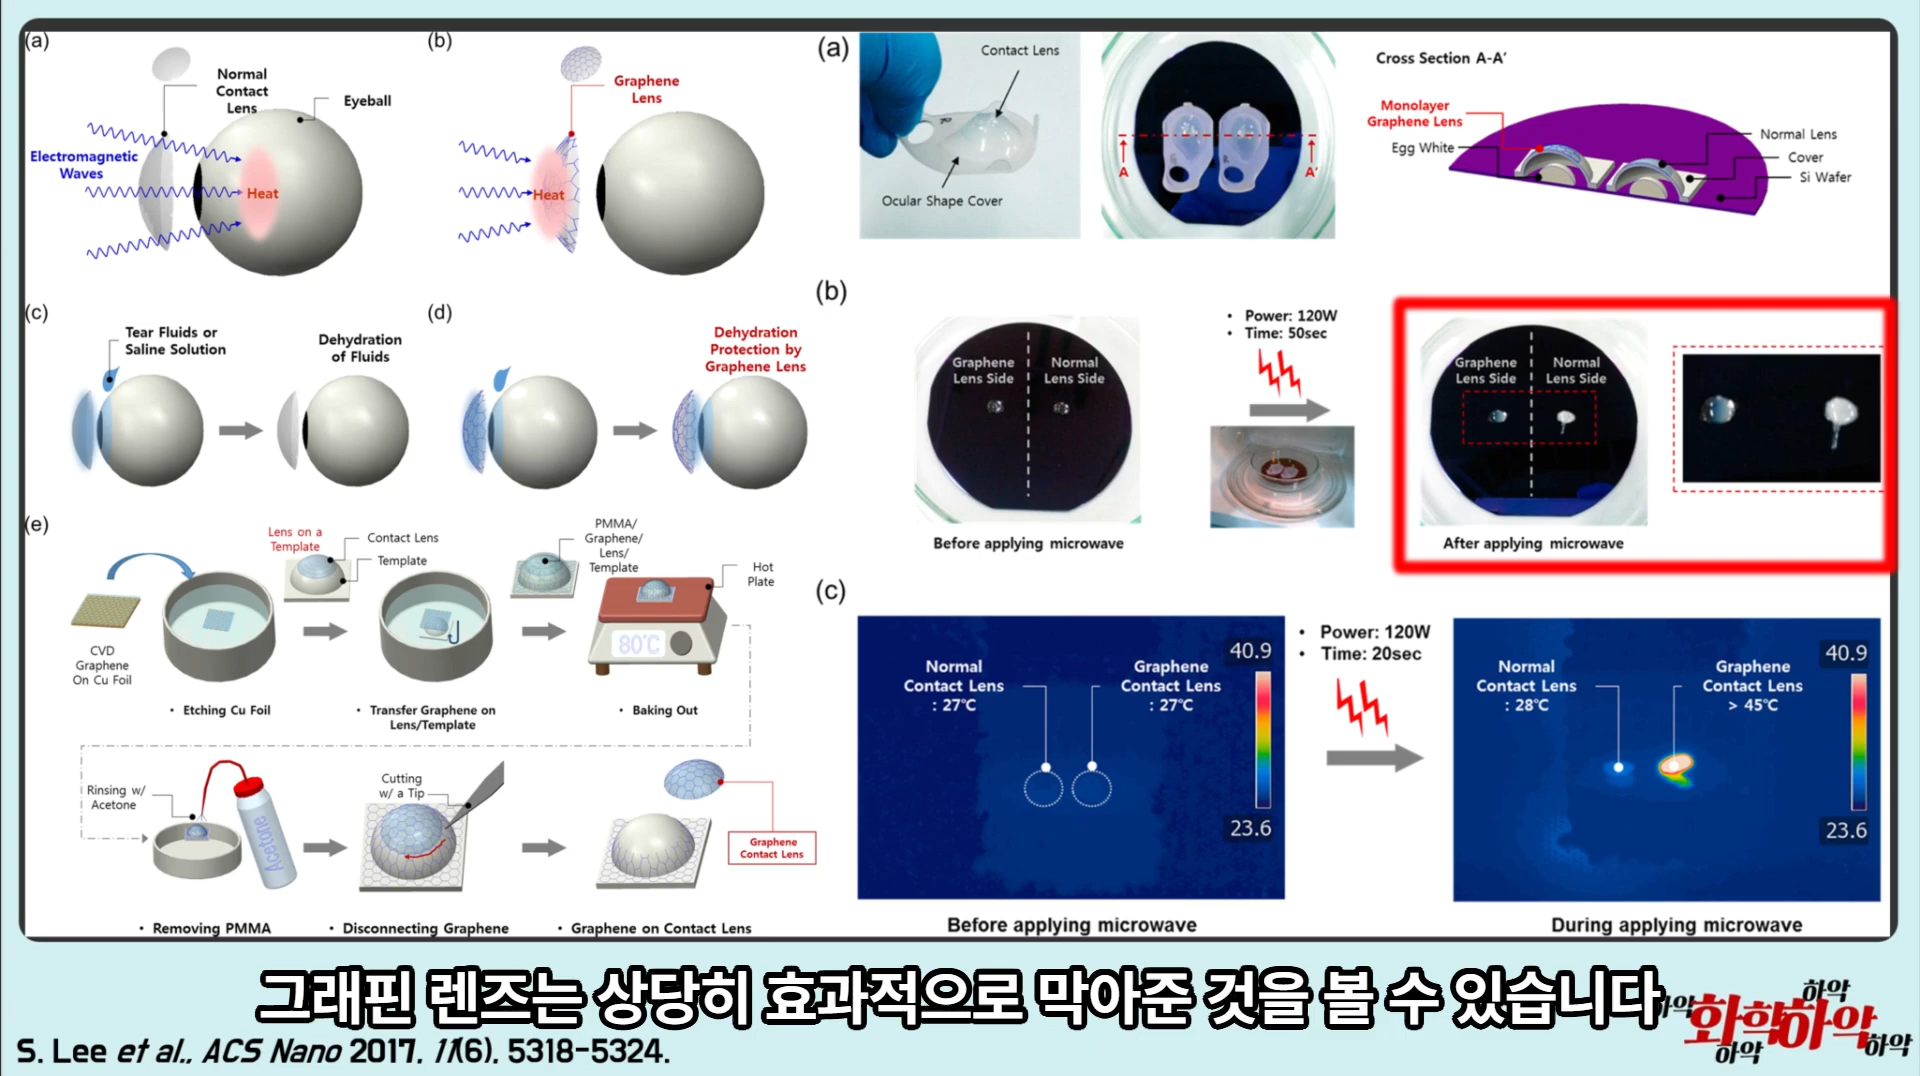 (a)
Normal
Contact
Lens
Eyeball
Electromagnetic
Waves
Heat
(b)
Graphene
Lens
Heat
(c)
Tear Fluids or
Saline Solution
Dehydration
of Fluids
(d)
Dehydration
Protection by
Graphene Lens
(e)
CVD
Graphene
On Cu Foil
• Etching Cu Foil
Lens on a
Template
Contact Lens
Template
• Transfer Graphene on
Lens/Template
PMMA/
Graphene/
Lens/
Template
Hot
Plate
80℃
• Baking Out
Rinsing w/
Acetone
Acetone
• Removing PMMA
Cutting
w/ a Tip
• Disconnecting Graphene
Graphene
Contact Lens
• Graphene on Contact Lens
(a)
Contact Lens
Ocular Shape Cover
A
A'
Cross Section A-A'
Monolayer
Graphene Lens
Egg White
Normal Lens
Cover
Si Wafer
(b)
Graphene
Lens Side
Normal
Lens Side
Before applying microwave
• Power: 120W
• Time: 50sec
Graphene
Lens Side
Normal
Lens Side
After applying microwave
(c)
Normal
Contact Lens
: 27℃
Graphene
Contact Lens
: 27℃
40.9
23.6
Before applying microwave
• Power: 120W
• Time: 20sec
Normal
Contact Lens
: 28℃
Graphene
Contact Lens
> 45℃
40.9
23.6
During applying microwave
그래핀 렌즈는 상당히 효과적으로 막아준 것을 볼 수 있습니다
S. Lee et al., ACS Nano 2017, 11(6), 5318-5324.
하약
화학하악
하악
하악